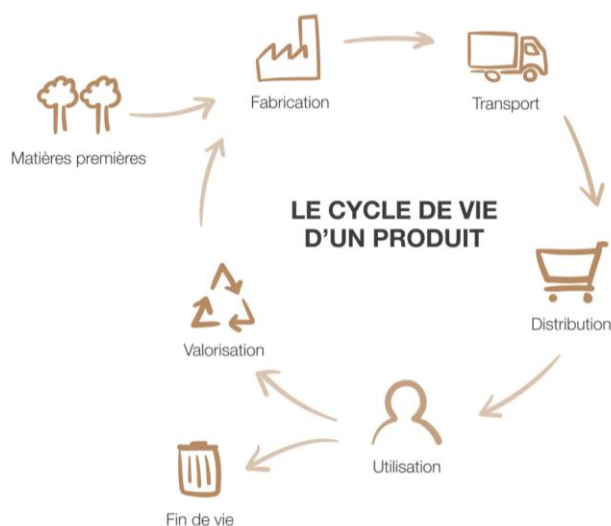 Fabrication
Transport
Matières premières
LE CYCLE DE VIE
D'UN PRODUIT
Distribution
Valorisation
Utilisation
Fin de vie